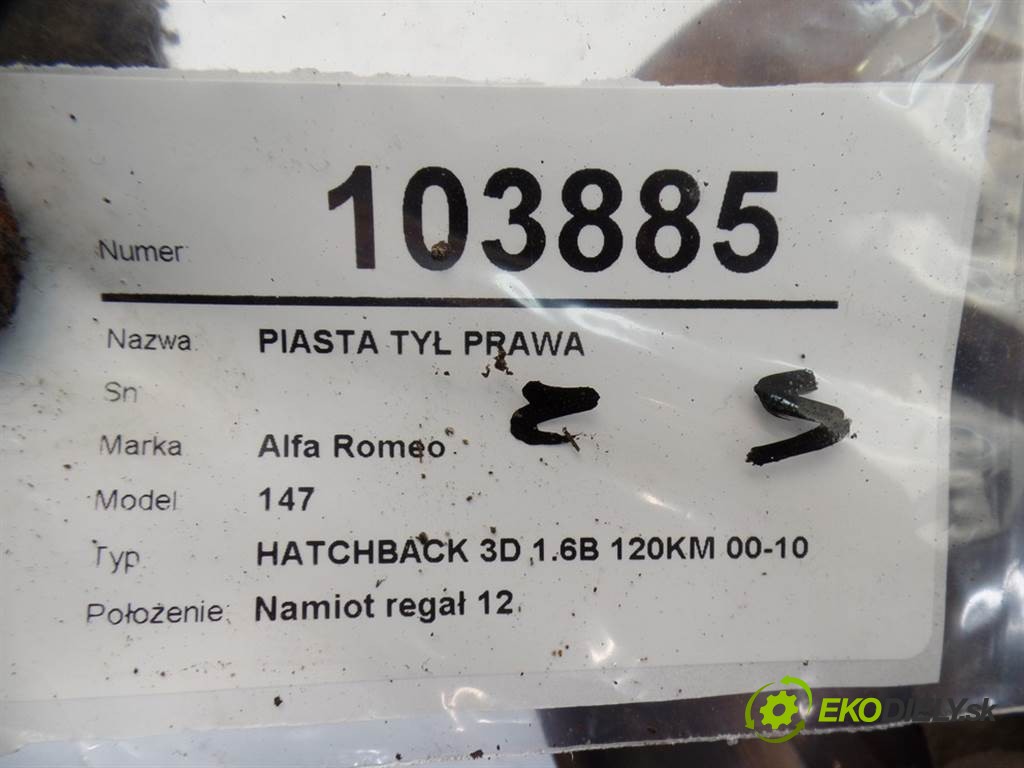 Numer: 103885
Nazwa: PIASTA TYŁ PRAWA
Sn
Marka Alfa Romeo
Model 147
Typ HATCHBACK 3D 1.6B 120KM 00-10
Położenie: Namiot regał 12
EKODIELY.sk